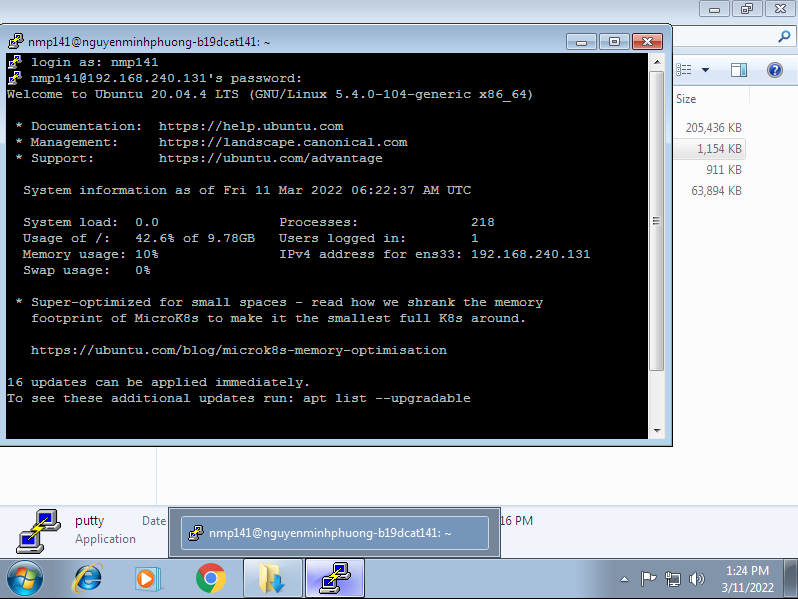 nmp141@nguyenminhphuong-b19dcat141: ~
login as: nmp141
nmp141@192.168.240.131's password:
Welcome to Ubuntu 20.04.4 LTS (GNU/Linux 5.4.0-104-generic x86_64)
* Documentation:  https://help.ubuntu.com
* Management:     https://landscape.canonical.com
* Support:        https://ubuntu.com/advantage
System information as of Fri 11 Mar 2022 06:22:37 AM UTC
System load:  0.0               Processes:              218
Usage of /:   42.6% of 9.78GB   Users logged in:        1
Memory usage: 10%               IPv4 address for ens33: 192.168.240.131
Swap usage:   0%
* Super-optimized for small spaces - read how we shrank the memory
footprint of MicroK8s to make it the smallest full K8s around.
https://ubuntu.com/blog/microk8s-memory-optimisation
16 updates can be applied immediately.
To see these additional updates run: apt list --upgradable
Size
205,436 KB
1,154 KB
911 KB
63,894 KB
putty
Date
16 PM
Application
nmp141@nguyenminhphuong-b19dcat141: ~
1:24 PM
3/11/2022